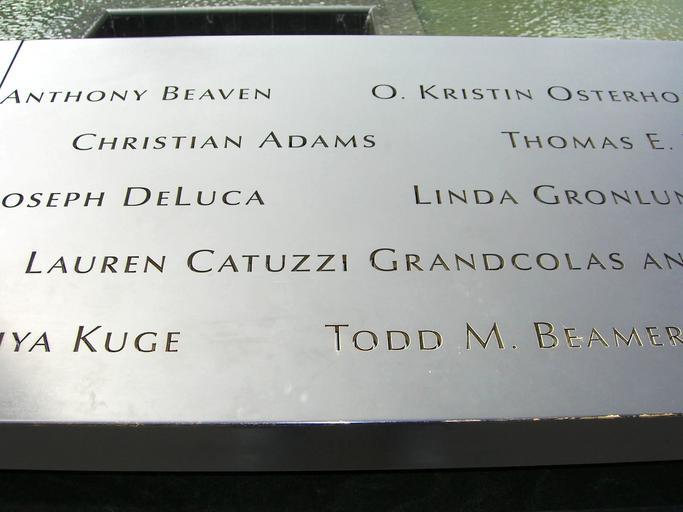 ANTHONY BEAVEN O. KRISTIN OSTERHO
CHRISTIAN ADAMS THOMAS E.
OSEPH DELUCA LINDA GRONLUN
LAUREN CATUZZI GRANDCOLAS AN
IYA KUGE TODD M. BEAMER